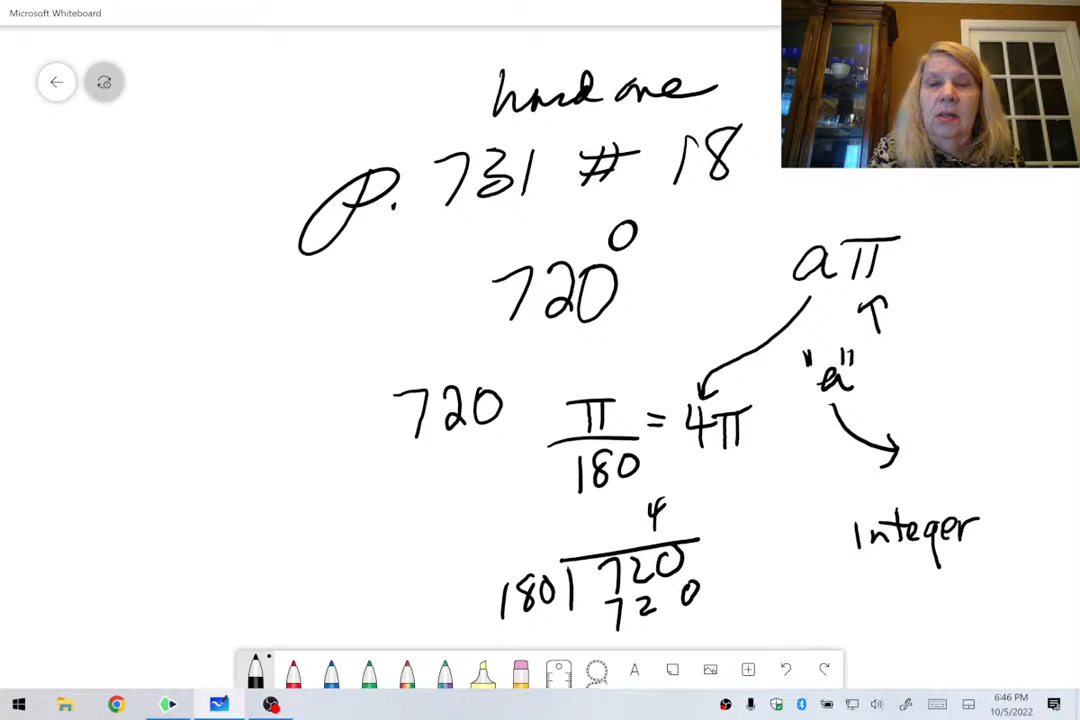 Microsoft Whiteboard
hard one
P. 731 # 18
720°
aπ
"a"
720 π/180 = 4π
4
180 720
720
Integer
A
6:46 PM
10/5/2022